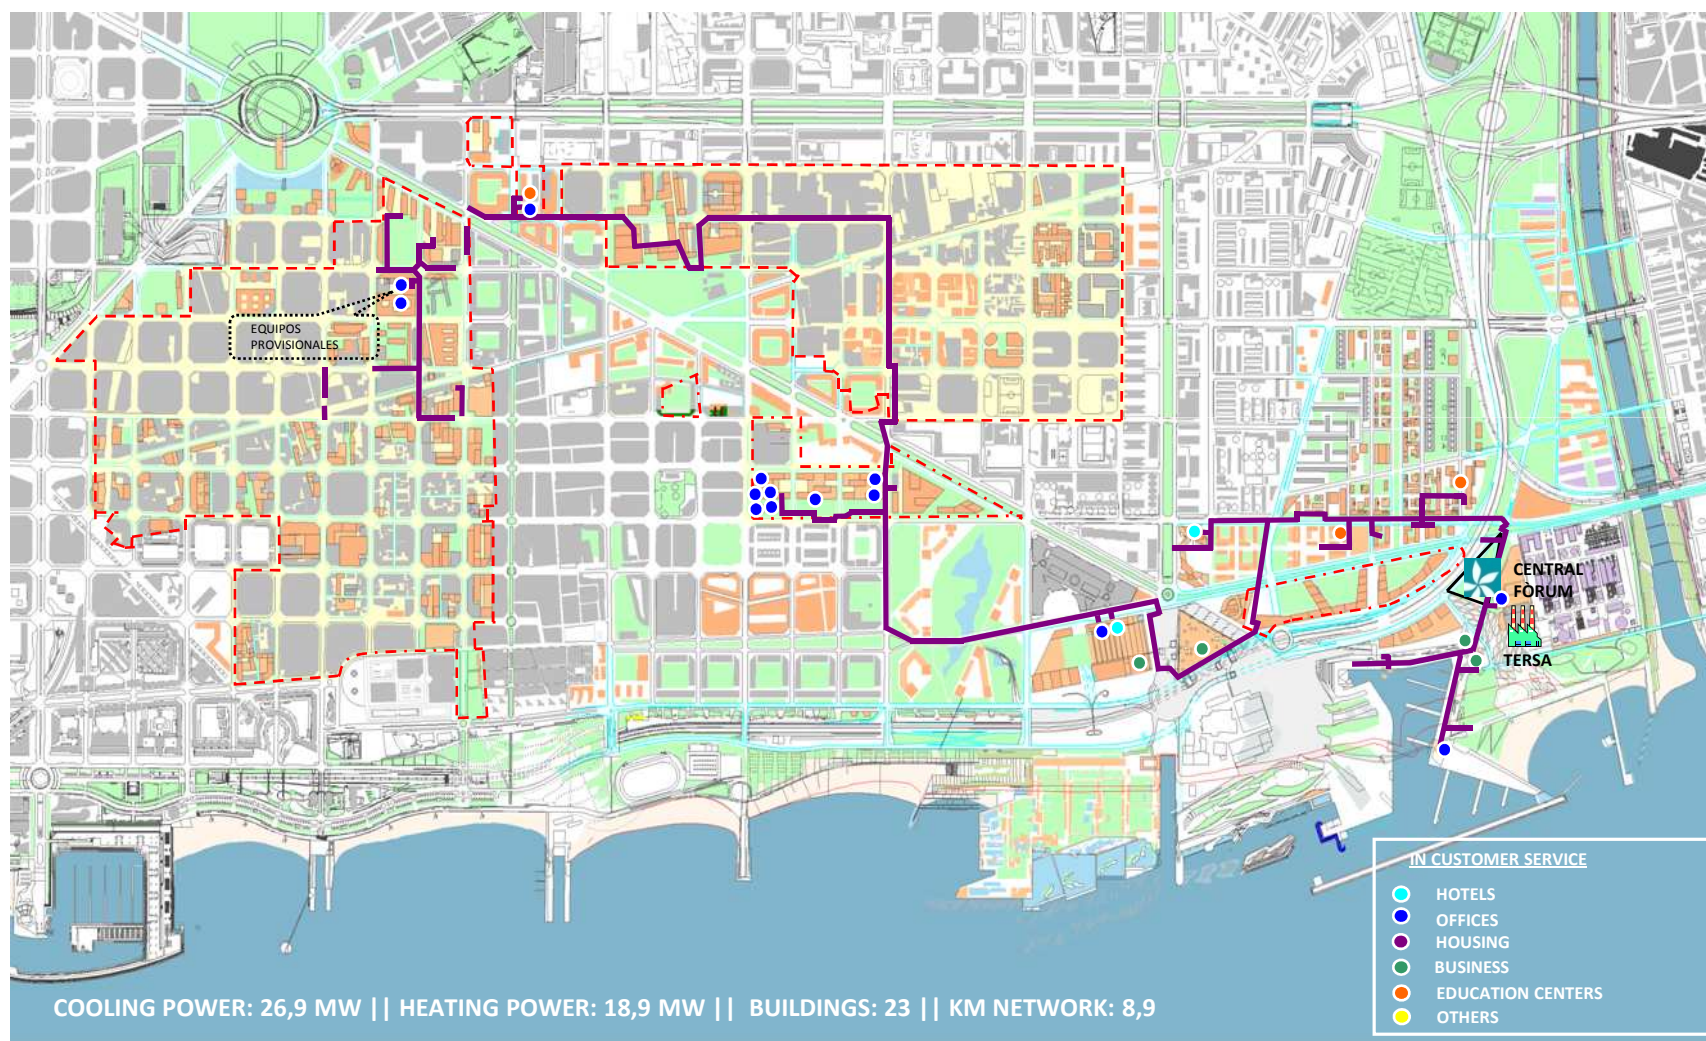 EQUIPOS
PROVISIONALES
CENTRAL
FÒRUM
TERSA
IN CUSTOMER SERVICE
HOTELS
OFFICES
HOUSING
BUSINESS
EDUCATION CENTERS
OTHERS
COOLING POWER: 26,9 MW || HEATING POWER: 18,9 MW || BUILDINGS: 23 || KM NETWORK: 8,9